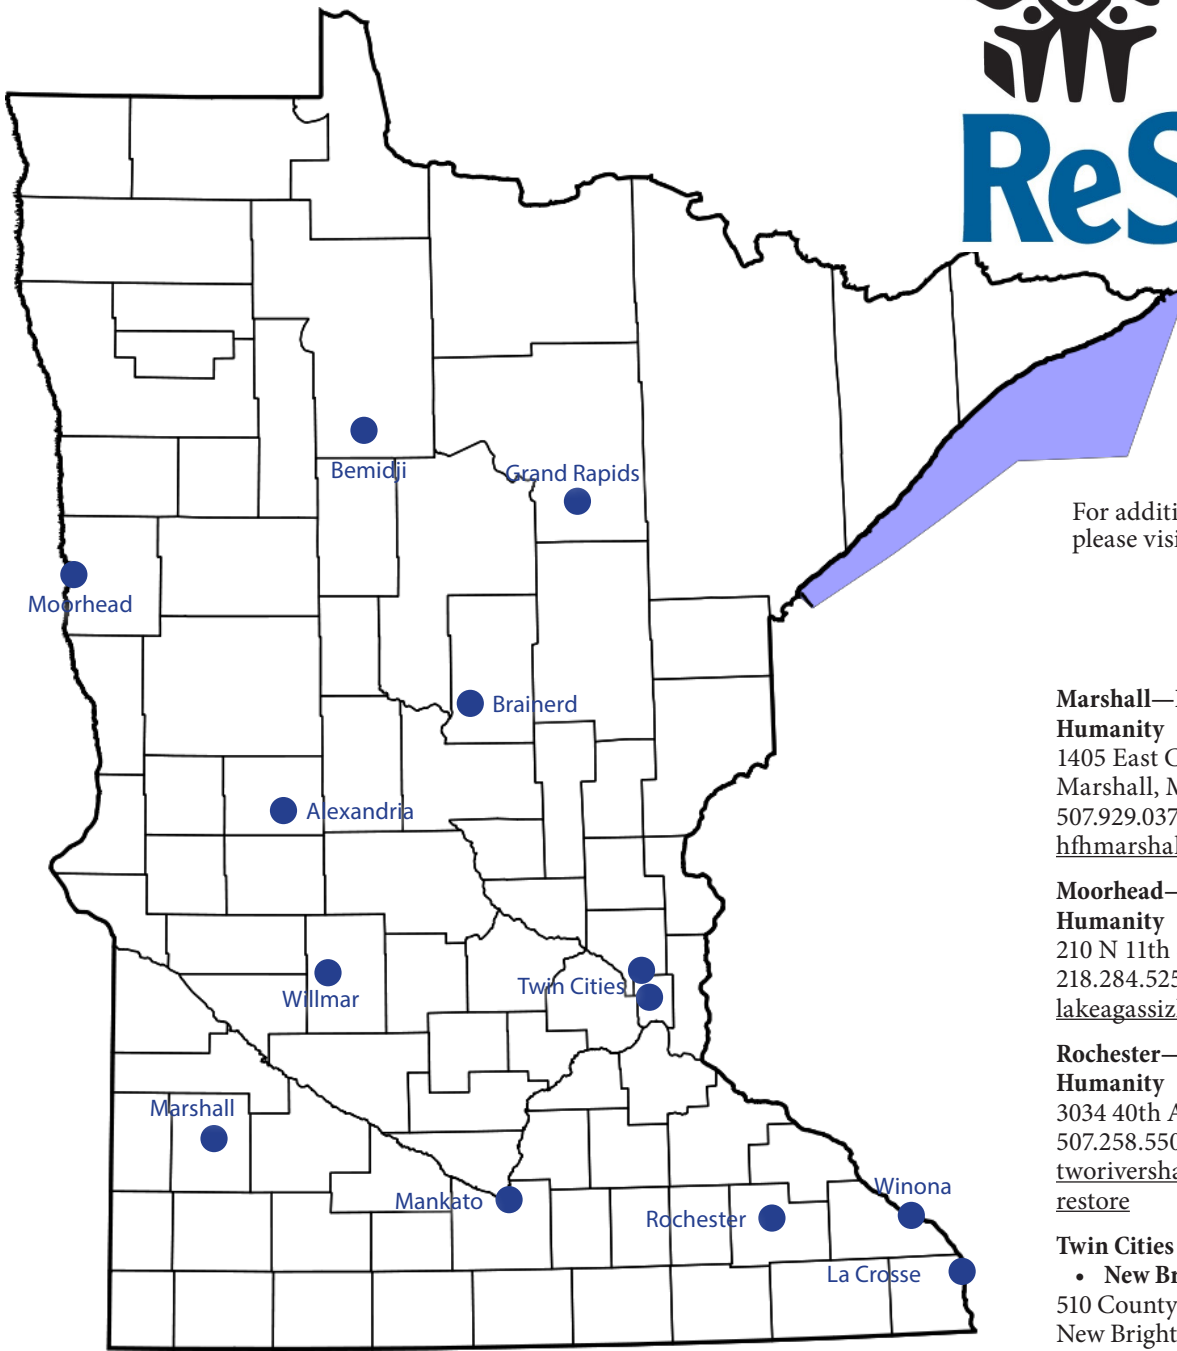 ReS
Bemidji
Grand Rapids
For additi
please visi
Moorhead
Marshall—
Humanity
Brainerd
1405 East C
Marshall, M
Alexandria
507.929.037
hfhmarshal
Moorhead—
Humanity
210 N 11th
Twin Cities
218.284.525
Willmar
lakeagassiz
Rochester—
Humanity
3034 40th A
Marshall
507.258.550
tworiversha
Winona
Mankato
restore
Rochester
Twin Cities
La Crosse
• New Br
510 County
New Bright